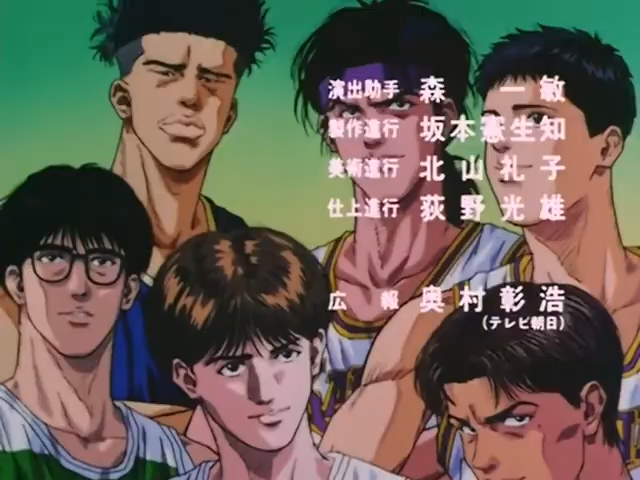 演出助手 森 一敏
製作進行 坂本憲生知
美術進行 北山礼子
仕上進行 荻野光雄
広 報 奥村彰浩
(テレビ朝日)